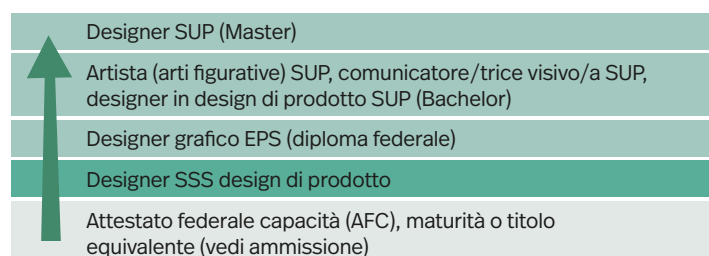 Designer SUP (Master)
Artista (arti figurative) SUP, comunicatore/trice visivo/a SUP,
designer in design di prodotto SUP (Bachelor)
Designer grafico EPS (diploma federale)
Designer SSS design di prodotto
Attestato federale capacità (AFC), maturità o titolo
equivalente (vedi ammissione)